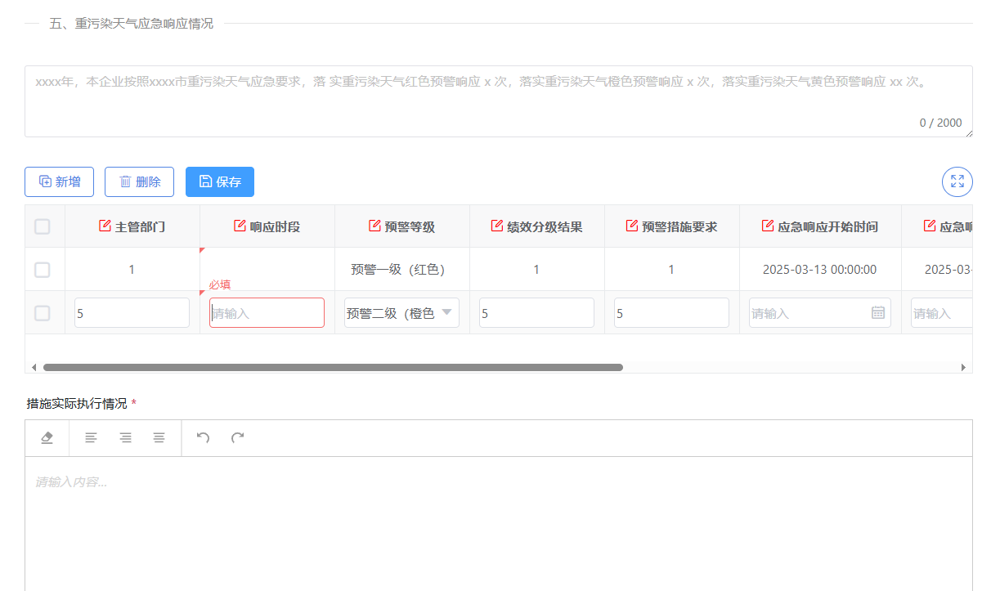 五、重污染天气应急响应情况
xxxx年，本企业按照xxxx市重污染天气应急要求，落 实重污染天气红色预警响应 x 次，落实重污染天气橙色预警响应 x 次，落实重污染天气黄色预警响应 xx 次。
0 / 2000
新增 删除 保存
主管部门 响应时段 预警等级 绩效分级结果 预警措施要求 应急响应开始时间 应急响
1 预警一级（红色） 1 1 2025-03-13 00:00:00 2025-03-
必填
5 请输入 预警二级（橙色 5 5 请输入 请输入
措施实际执行情况 *
请输入内容...